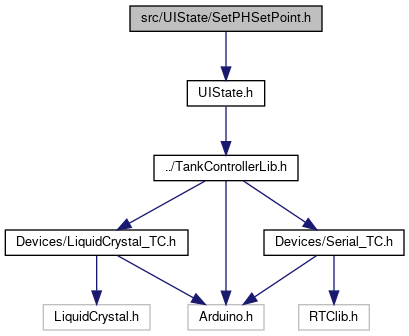 src/UIState/SetPHSetPoint.h
UIState.h
../TankControllerLib.h
Devices/LiquidCrystal_TC.h
Devices/Serial_TC.h
LiquidCrystal.h
Arduino.h
RTClib.h